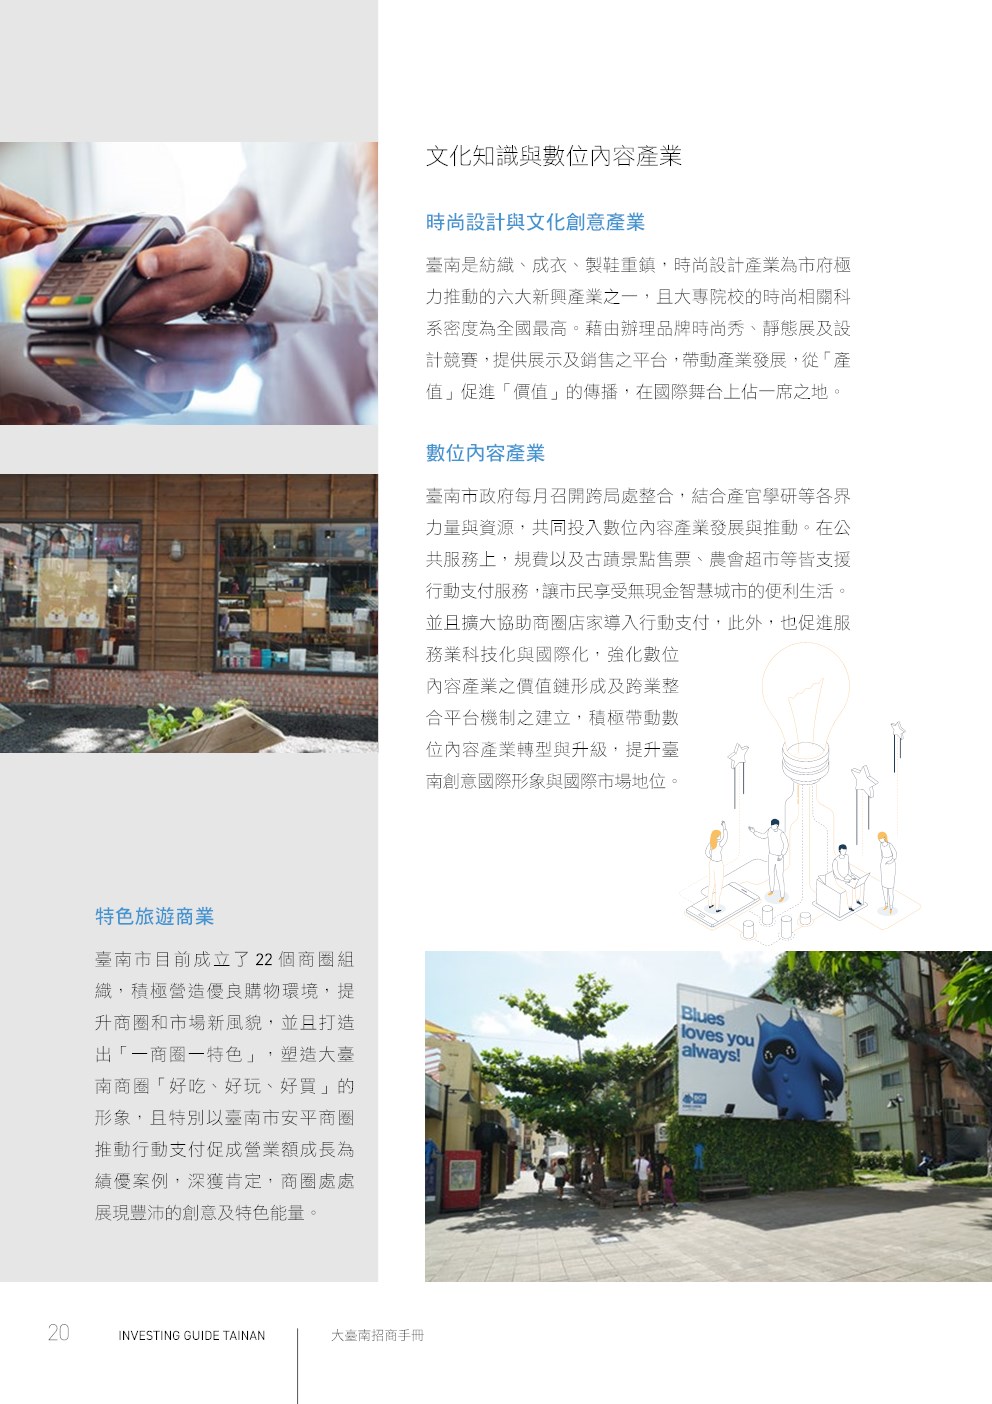 文化知識與數位內容產業
時尚設計與文化創意產業
臺南是紡織、成衣、製鞋重鎮，時尚設計產業為市府極
力推動的六大新興產業之一，且大專院校的時尚相關科
系密度為全國最高。藉由辦理品牌時尚秀、靜態展及設
計競賽，提供展示及銷售之平台，帶動產業發展，從「產
值」促進「價值」的傳播，在國際舞台上佔一席之地。
數位內容產業
臺南市政府每月召開跨局處整合，結合產官學研等各界
力量與資源，共同投入數位內容產業發展與推動。在公
共服務上，規費以及古蹟景點售票、農會超市等皆支援
行動支付服務，讓市民享受無現金智慧城市的便利生活。
並且擴大協助商圈店家導入行動支付，此外，也促進服
務業科技化與國際化，強化數位
內容產業之價值鏈形成及跨業整
合平台機制之建立，積極帶動數
位內容產業轉型與升級，提升臺
南創意國際形象與國際市場地位。
特色旅遊商業
臺南市目前成立了 22 個商圈組
織，積極營造優良購物環境，提
升商圈和市場新風貌，並且打造
出「一商圈一特色」，塑造大臺
南商圈「好吃、好玩、好買」的
形象，且特別以臺南市安平商圈
推動行動支付促成營業額成長為
績優案例，深獲肯定，商圈處處
展現豐沛的創意及特色能量。
Blues
loves you
always!
BCP
20
INVESTING GUIDE TAINAN
大臺南招商手冊